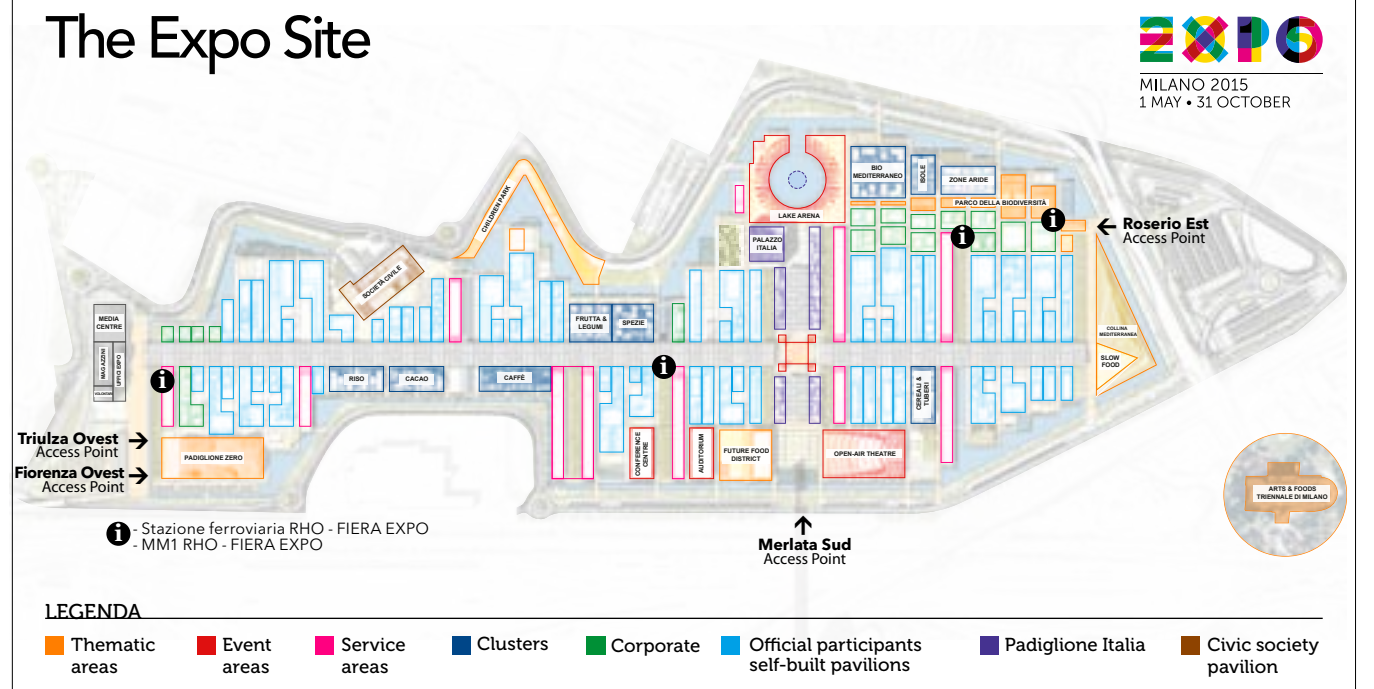 The Expo Site
EXPO
MILANO 2015
1 MAY • 31 OCTOBER
BIO
MEDITERRANEO
ISOLE
ZONE ARIDE
PARCO DELLA BIODIVERSITÀ
LAKE ARENA
CHILDREN PARK
PALAZZO
ITALIA
Roserio Est
Access Point
SOCIETÀ CIVILE
MEDIA
CENTRE
FRUTTA &
LEGUMI
SPEZIE
COLLINA
MEDITERRANEA
SLOW
FOOD
MAGAZZINI
UFFICI EXPO
VOLONTARI
RISO
CACAO
CAFFÈ
CEREALI &
TUBERI
Triulza Ovest
Access Point
Fiorenza Ovest
Access Point
PADIGLIONE ZERO
CONFERENCE
CENTRE
AUDITORIUM
FUTURE FOOD
DISTRICT
OPEN-AIR THEATRE
ARTS & FOODS
TRIENNALE DI MILANO
i - Stazione ferroviaria RHO - FIERA EXPO
- MM1 RHO - FIERA EXPO
Merlata Sud
Access Point
LEGENDA
Thematic
areas
Event
areas
Service
areas
Clusters
Corporate
Official participants
self-built pavilions
Padiglione Italia
Civic society
pavilion